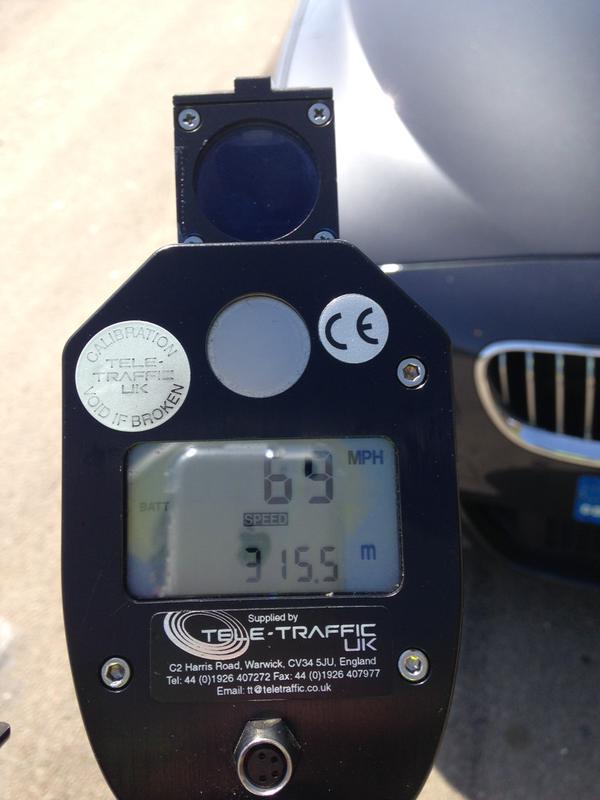 CALIBRATION
TELE-
TRAFFIC
UK
VOID IF BROKEN
CE
69 MPH
BATT
SPEED
315.5 m
Supplied by
TELE-TRAFFIC
UK
C2 Harris Road, Warwick, CV34 5JU, England
Tel: 44 (0)1926 407272 Fax: 44 (0)1926 407977
Email: tt@teletraffic.co.uk